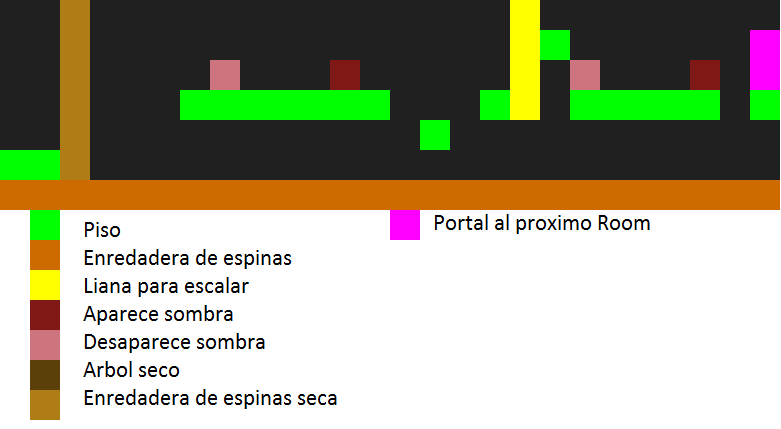 Piso
Portal al proximo Room
Enredadera de espinas
Liana para escalar
Aparece sombra
Desaparece sombra
Arbol seco
Enredadera de espinas seca